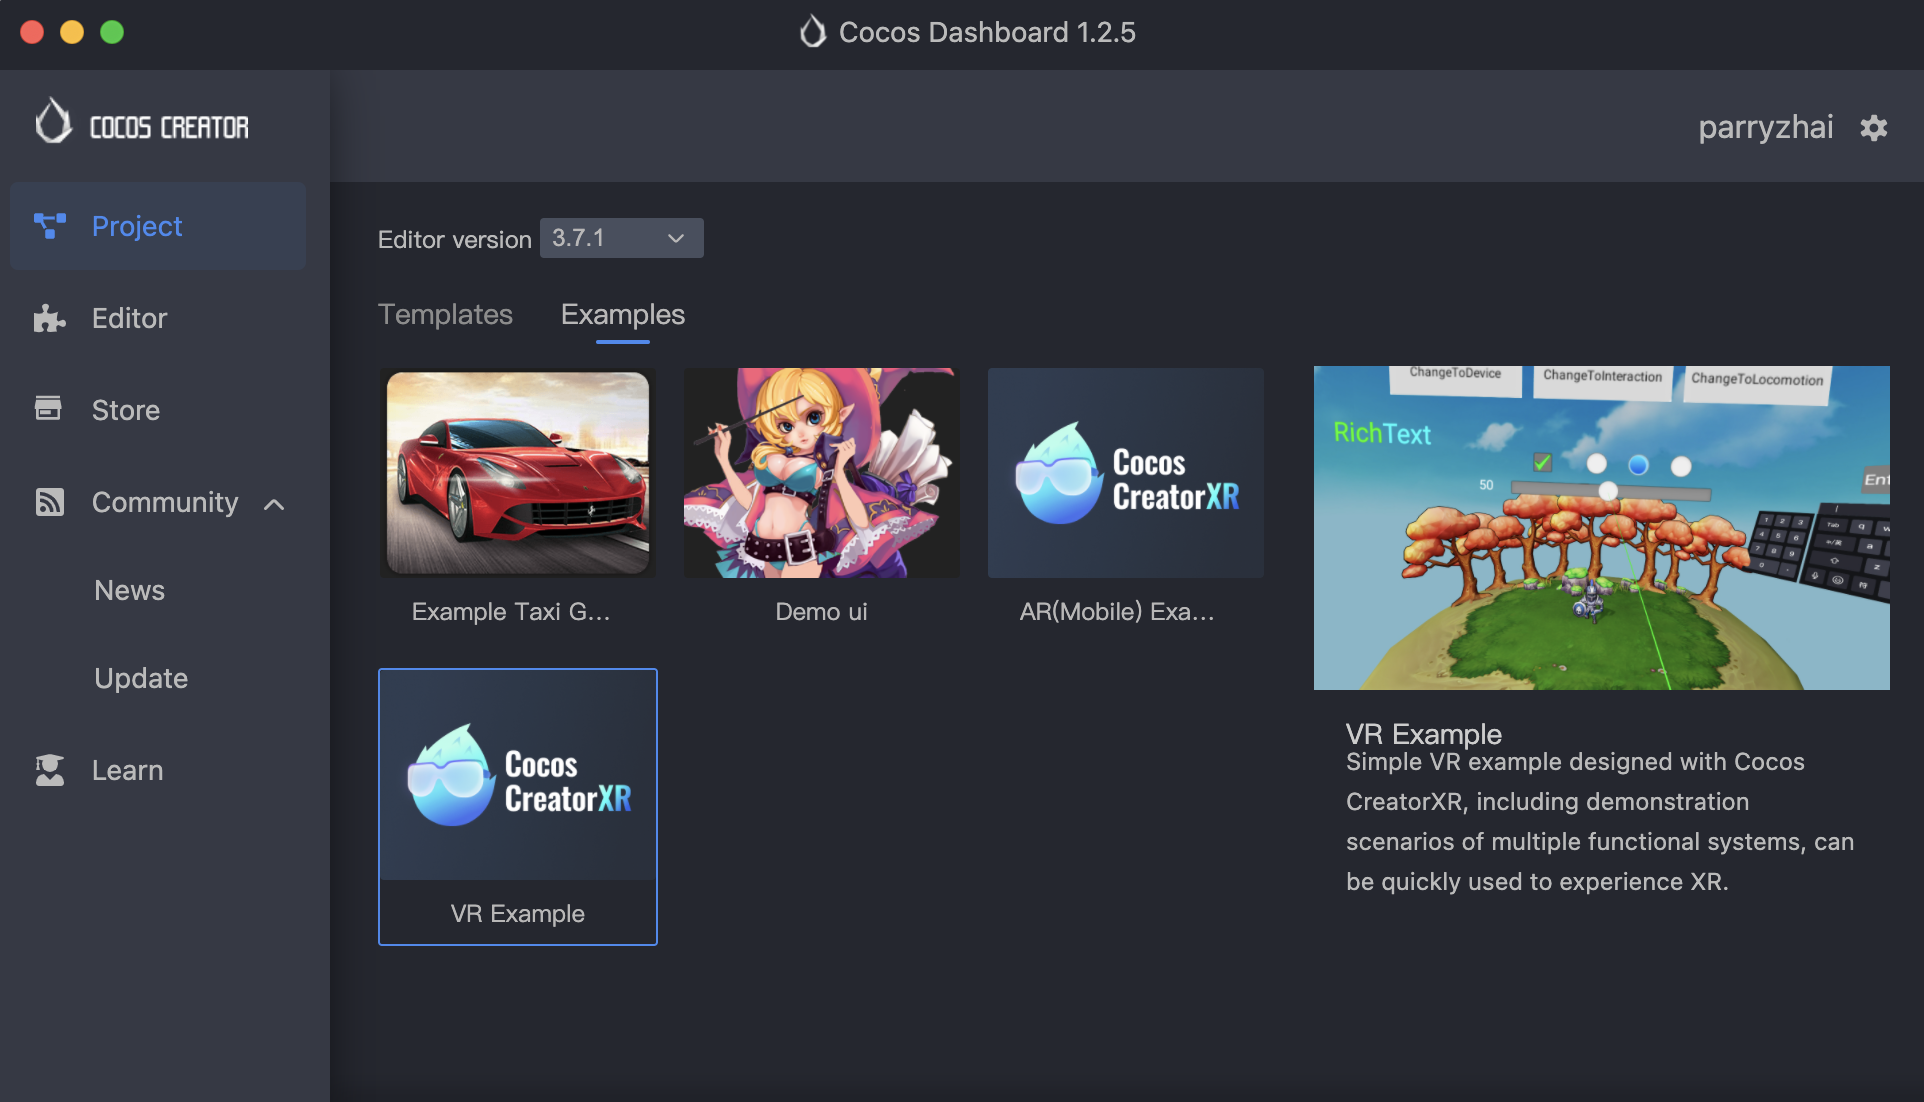 Cocos Dashboard 1.2.5
COCOS CREATOR
parryzhai
Project
Editor
Store
Community
News
Update
Learn
Editor version 3.7.1
Templates Examples
Cocos
CreatorXR
Example Taxi G...
Demo ui
AR(Mobile) Exa...
Cocos
CreatorXR
VR Example
ChangeToDevice ChangeToInteraction ChangeToLocomotion
RichText
50
VR Example
Simple VR example designed with Cocos
CreatorXR, including demonstration
scenarios of multiple functional systems, can
be quickly used to experience XR.